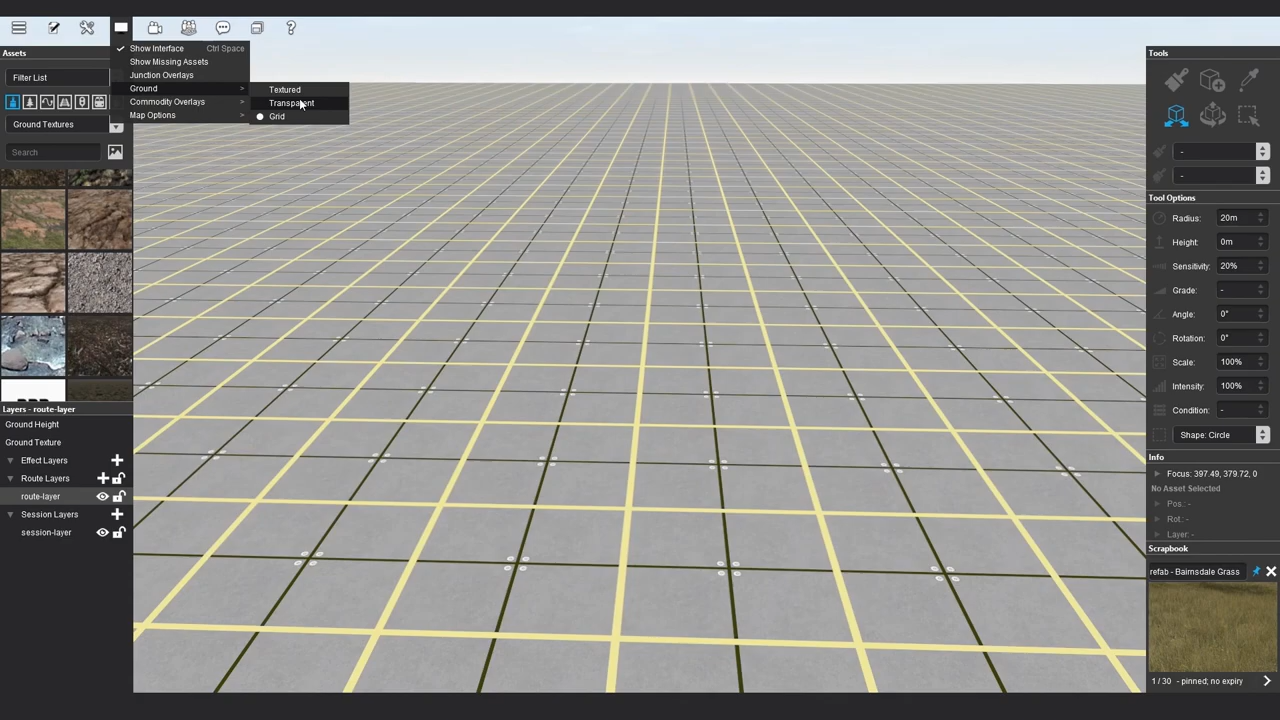 Assets
Filter List
Ground Textures
Search
Show Interface Ctrl Space
Show Missing Assets
Junction Overlays
Ground >
Commodity Overlays >
Map Options >
Textured
Transparent
Grid
Layers - route-layer
Ground Height
Ground Texture
Effect Layers
Route Layers
route-layer
Session Layers
session-layer
Tools
-
-
Tool Options
Radius: 20m
Height: 0m
Sensitivity: 20%
Grade: -
Angle: 0°
Rotation: 0°
Scale: 100%
Intensity: 100%
Condition: -
Shape: Circle
Info
Focus: 397.49, 379.72, 0
No Asset Selected
Pos.: -
Rot.: -
Layer: -
Scrapbook
refab - Bairnsdale Grass
1 / 30 - pinned; no expiry